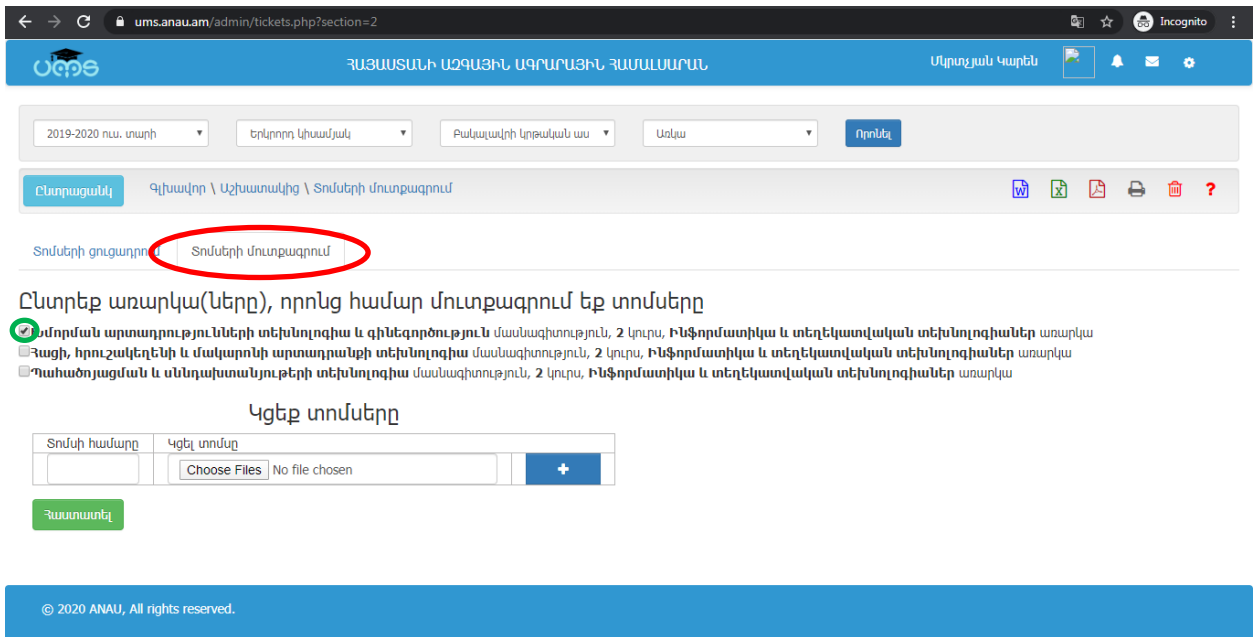 ums.anau.am/admin/tickets.php?section=2
Incognito
ՀԱՅԱՍՏԱՆԻ ԱԶԳԱՅԻՆ ԱԳՐԱՐԱՅԻՆ ՀԱՄԱԼՍԱՐԱՆ
Մկրտչյան Կարեն
2019-2020 ուս. տարի
Երկրորդ կիսամյակ
Բակալավրի կրթական աս
Առկա
Որոնել
Ընտրացանկ
Գլխավոր \ Աշխատակից \ Տոմսերի մուտքագրում
?
Տոմսերի ցուցադրում
Տոմսերի մուտքագրում
Ընտրեք առարկա(ները), որոնց համար մուտքագրում եք տոմսերը
Խմորման արտադրությունների տեխնոլոգիա և գինեգործություն մասնագիտություն, 2 կուրս, Ինֆորմատիկա և տեղեկատվական տեխնոլոգիաներ առարկա
Հացի, հրուշակեղենի և մակարոնի արտադրանքի տեխնոլոգիա մասնագիտություն, 2 կուրս, Ինֆորմատիկա և տեղեկատվական տեխնոլոգիաներ առարկա
Պահածոյացման և սննդախտանյութերի տեխնոլոգիա մասնագիտություն, 2 կուրս, Ինֆորմատիկա և տեղեկատվական տեխնոլոգիաներ առարկա
Կցեք տոմսերը
Տոմսի համարը
Կցել տոմսը
Choose Files No file chosen
+
Հաստատել
© 2020 ANAU, All rights reserved.